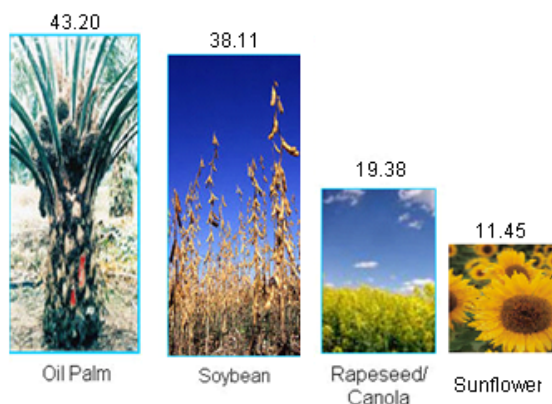 43.20
38.11
19.38
11.45
Oil Palm
Soybean
Rapeseed/
Canola
Sunflower